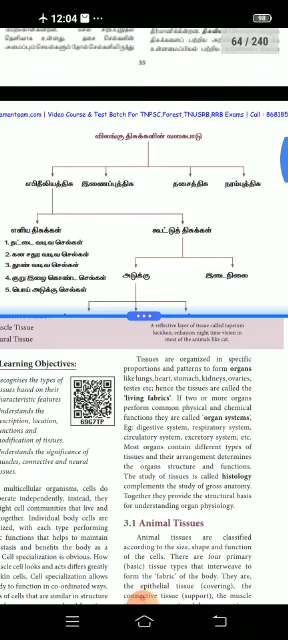 12:04
98
64 / 240
55
ementeam.com | Video Course & Test Batch For TNPSC,Forest,TNUSRB,RRB Exams | Call : 868185
விலங்கு திசுக்களின் வகைபாடு
எபிதீலியத்திசு
இணைப்புத்திசு
தசைத்திசு
நரம்புத்திசு
எளிய திசுக்கள்
கூட்டுத் திசுக்கள்
1. தட்டை வடிவ செல்கள்
2. கன சதுர வடிவ செல்கள்
3. தூண் வடிவ செல்கள்
4. குறு இழை கொண்ட செல்கள்
5. பொய் அடுக்கு செல்கள்
அடுக்கு
இடைநிலை
scle Tissue
ural Tissue
A reflective layer of tissue called tapetum
lucidum, enhances night time vision in
most of the animals like cat.
Learning Objectives:
ecognises the types of
ssues based on their
haracteristic features
nderstands the
scription, location,
functions and
odification of tissues.
nderstands the significance of
uscles, connective and neural
ssues.
69G7TP
multicellular organisms, cells do
perate independently, instead, they
ight cell communities that live and
together. Individual body cells are
ized, with each type performing
c functions that helps to maintain
ostasis and benefits the body as a
Cell specialization is obvious. How
scle cell looks and acts differs greatly
kin cells. Cell specialization allows
dy to function in co-ordinated ways.
s of cells that are similar in structure
Tissues are organized in specific
proportions and patterns to form organs
like lungs, heart, stomach, kidneys, ovaries,
testes etc; hence the tissues are called the
'living fabrics'. If two or more organs
perform common physical and chemical
functions they are called 'organ system'.
Eg: digestive system, respiratory system,
circulatory system, excretory system, etc.
Most organs contain different types of
tissues and their arrangement determines
the organs structure and functions.
The study of tissues is called histology
complements the study of gross anatomy.
Together they provide the structural basis
for understanding organ physiology.
3.1 Animal Tissues
Animal tissues are classified
according to the size, shape and function
of the cells. There are four primary
(basic) tissue types that interweave to
form the 'fabric' of the body. They are,
the epithelial tissue (covering), the
connective tissue (support), the muscle